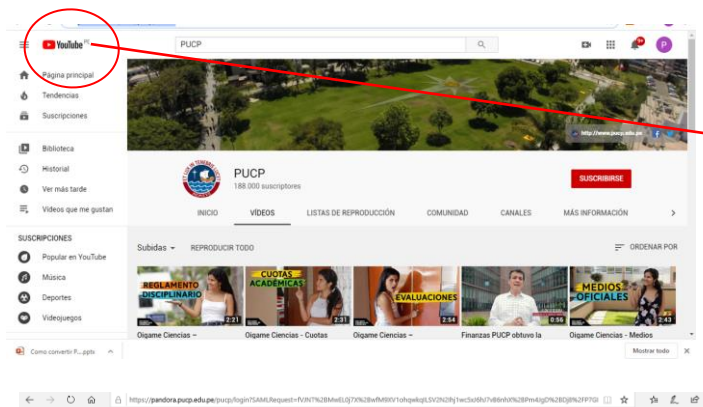 YouTube PE
PUCP
9+
P
Página principal
Tendencias
Suscripciones
Biblioteca
Historial
Ver más tarde
Vídeos que me gustan
SUSCRIPCIONES
Popular en YouTube
Música
Deportes
Videojuegos
http://www.pucp.edu.pe
PUCP
188.000 suscriptores
SUSCRIBIRSE
INICIO VÍDEOS LISTAS DE REPRODUCCIÓN COMUNIDAD CANALES MÁS INFORMACIÓN
Subidas REPRODUCIR TODO ORDENAR POR
REGLAMENTO
DISCIPLINARIO
2:21
CUOTAS
ACADÉMICAS
2:31
EVALUACIONES
2:54
0:56
MEDIOS
OFICIALES
2:43
Oigame Ciencias – Oigame Ciencias - Cuotas Oigame Ciencias – Finanzas PUCP obtuvo la Oigame Ciencias - Medios
Como convertir P....pptx Mostrar todo